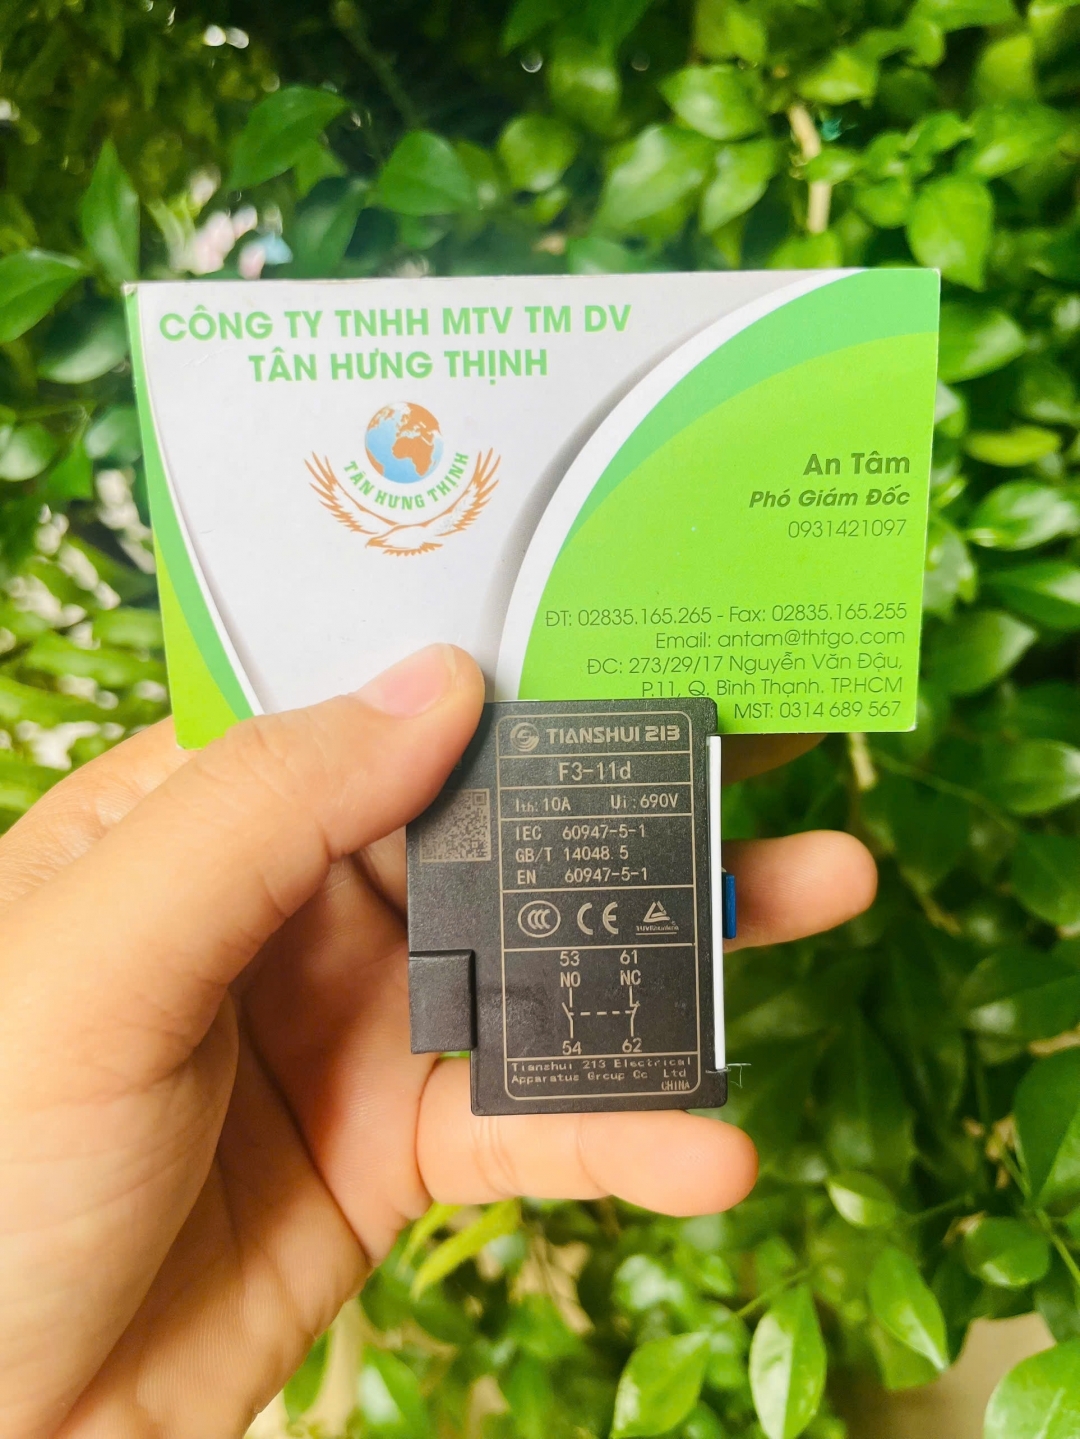 CÔNG TY TNHH MTV TM DV
TÂN HƯNG THỊNH
TÂN HƯNG THỊNH
An Tâm
Phó Giám Đốc
0931421097
ĐT: 02835.165.265 - Fax: 02835.165.255
Email: antam@thtgo.com
ĐC: 273/29/17 Nguyễn Văn Đậu,
P.11, Q. Bình Thạnh. TP.HCM
MST: 0314 689 567
TIANSHUI 213
F3-11d
Ith: 10A Ui: 690V
IEC 60947-5-1
GB/T 14048.5
EN 60947-5-1
CCC CE
53 61
NO NC
54 62
Tianshui 213 Electrical
Apparatus Group Co Ltd
CHINA